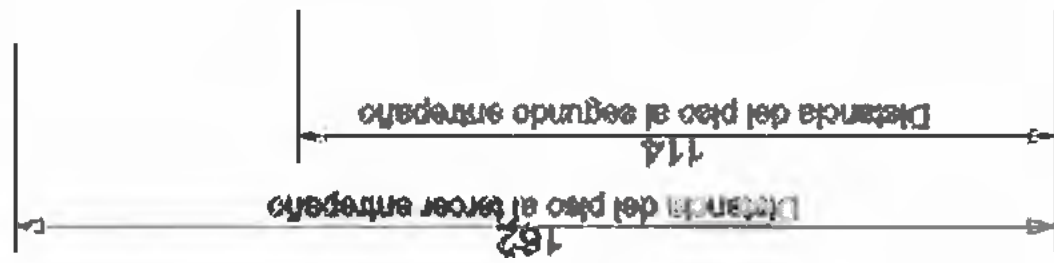 162
Distancia del piso al tercer entrepaño
114
Distancia del piso al segundo entrepaño